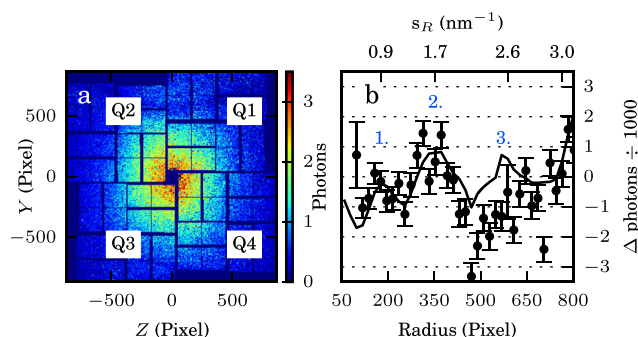 s_R (nm⁻¹)
0.9 1.7 2.6 3.0
a
Q2 Q1
Q3 Q4
500
0
−500
Y (Pixel)
−500 0 500
Z (Pixel)
3
2
1
0
Photons
b
1.
2.
3.
3
2
1
0
−1
−2
−3
Δ photons ÷ 1000
50 200 350 500 650 800
Radius (Pixel)